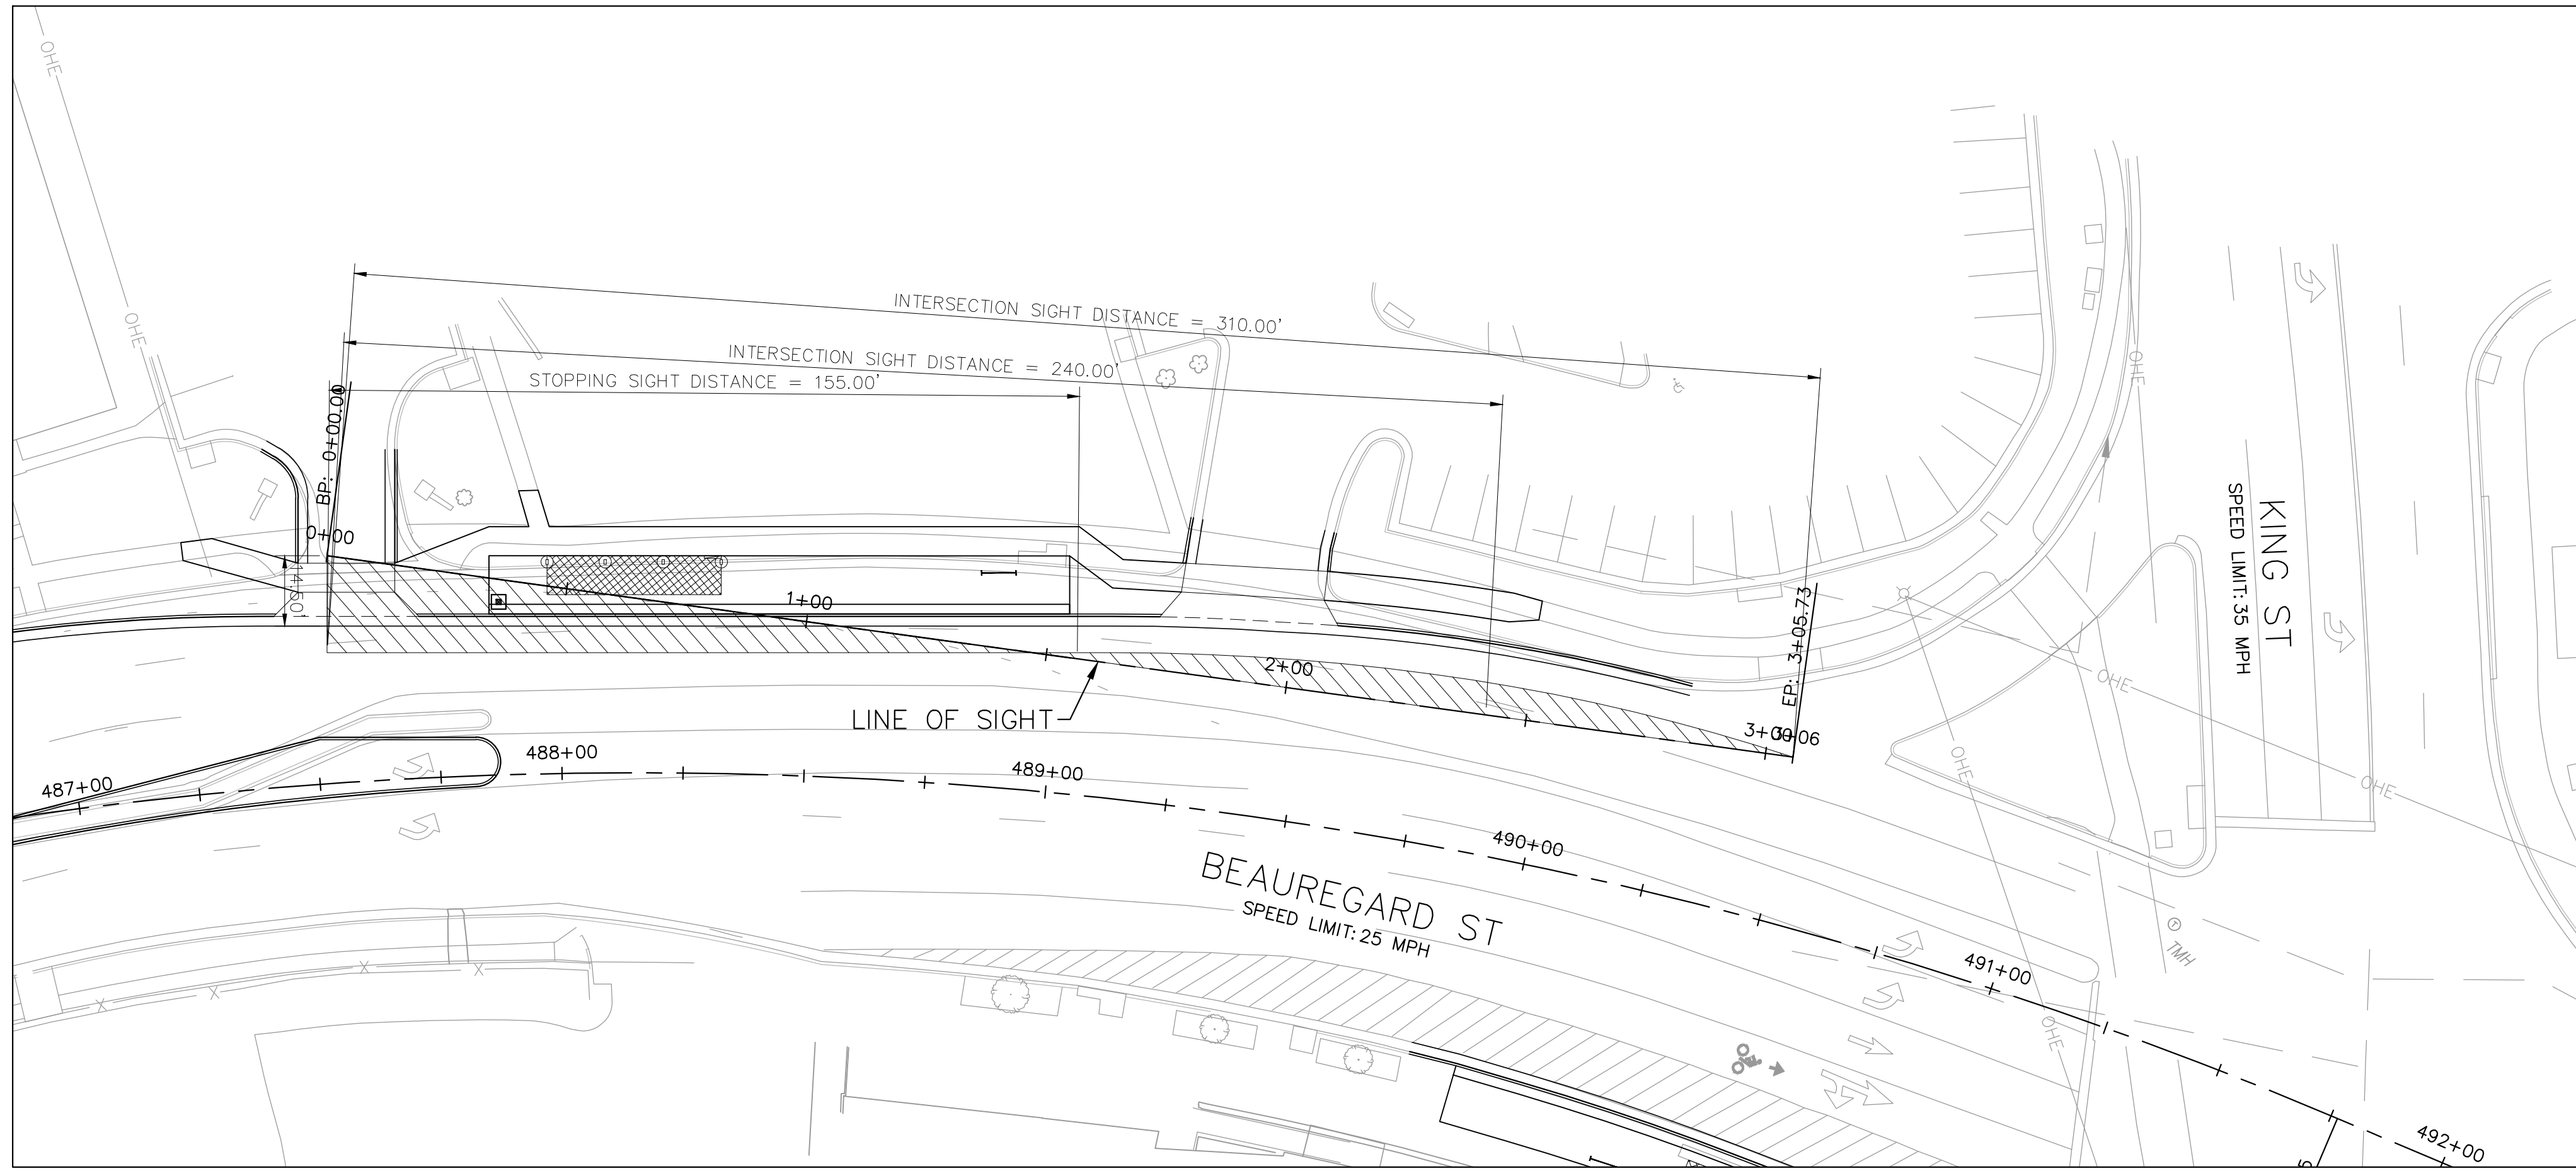 OHE
OHE
INTERSECTION SIGHT DISTANCE = 310.00'
INTERSECTION SIGHT DISTANCE = 240.00'
STOPPING SIGHT DISTANCE = 155.00'
BP: 0+00.00
0+00
14.50'
1+00
2+00
3+00
3+06
EP: 3+05.73
LINE OF SIGHT
OHE
KING ST
SPEED LIMIT: 35 MPH
OHE
OHE
OHE
OHE
487+00
488+00
489+00
490+00
491+00
492+00
BEAUREGARD ST
SPEED LIMIT: 25 MPH
X
X
X
X
T
TMH